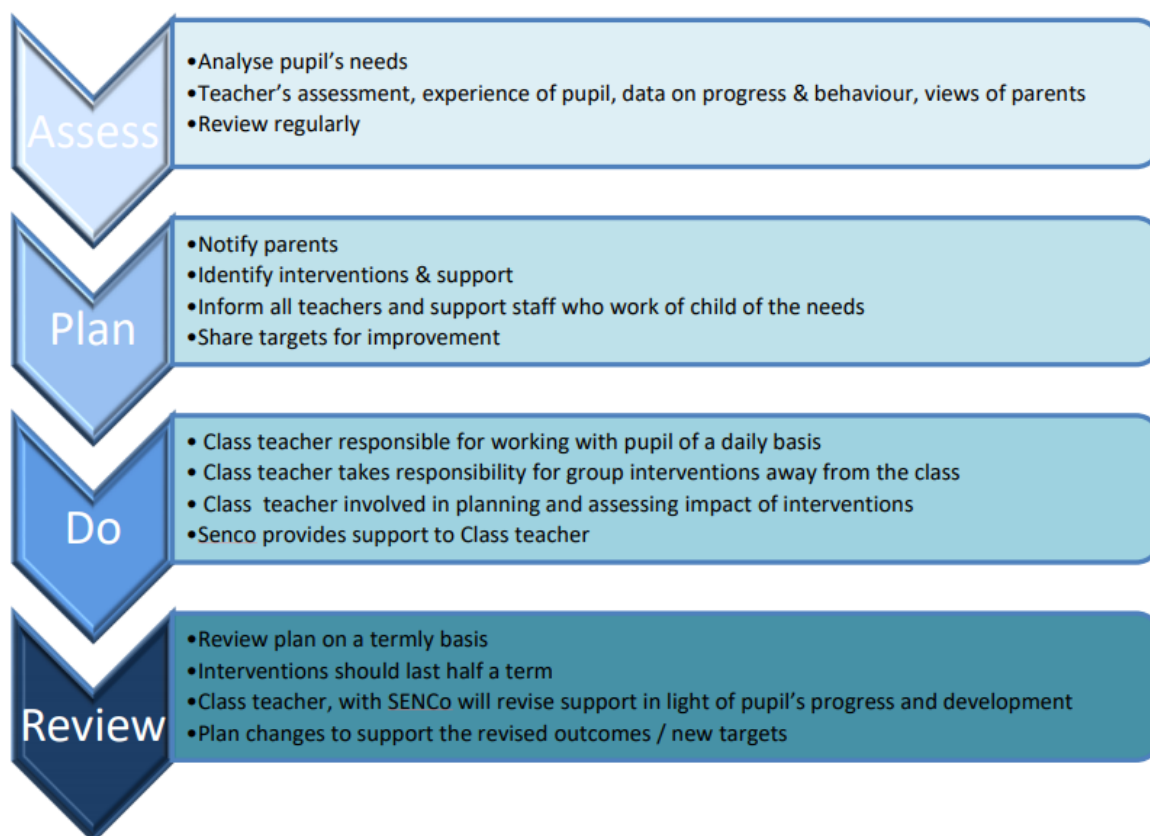 Assess
•Analyse pupil’s needs
•Teacher’s assessment, experience of pupil, data on progress & behaviour, views of parents
•Review regularly
Plan
•Notify parents
•Identify interventions & support
•Inform all teachers and support staff who work of child of the needs
•Share targets for improvement
Do
• Class teacher responsible for working with pupil of a daily basis
• Class teacher takes responsibility for group interventions away from the class
• Class  teacher involved in planning and assessing impact of interventions
•Senco provides support to Class teacher
Review
•Review plan on a termly basis
•Interventions should last half a term
•Class teacher, with SENCo will revise support in light of pupil’s progress and development
•Plan changes to support the revised outcomes / new targets